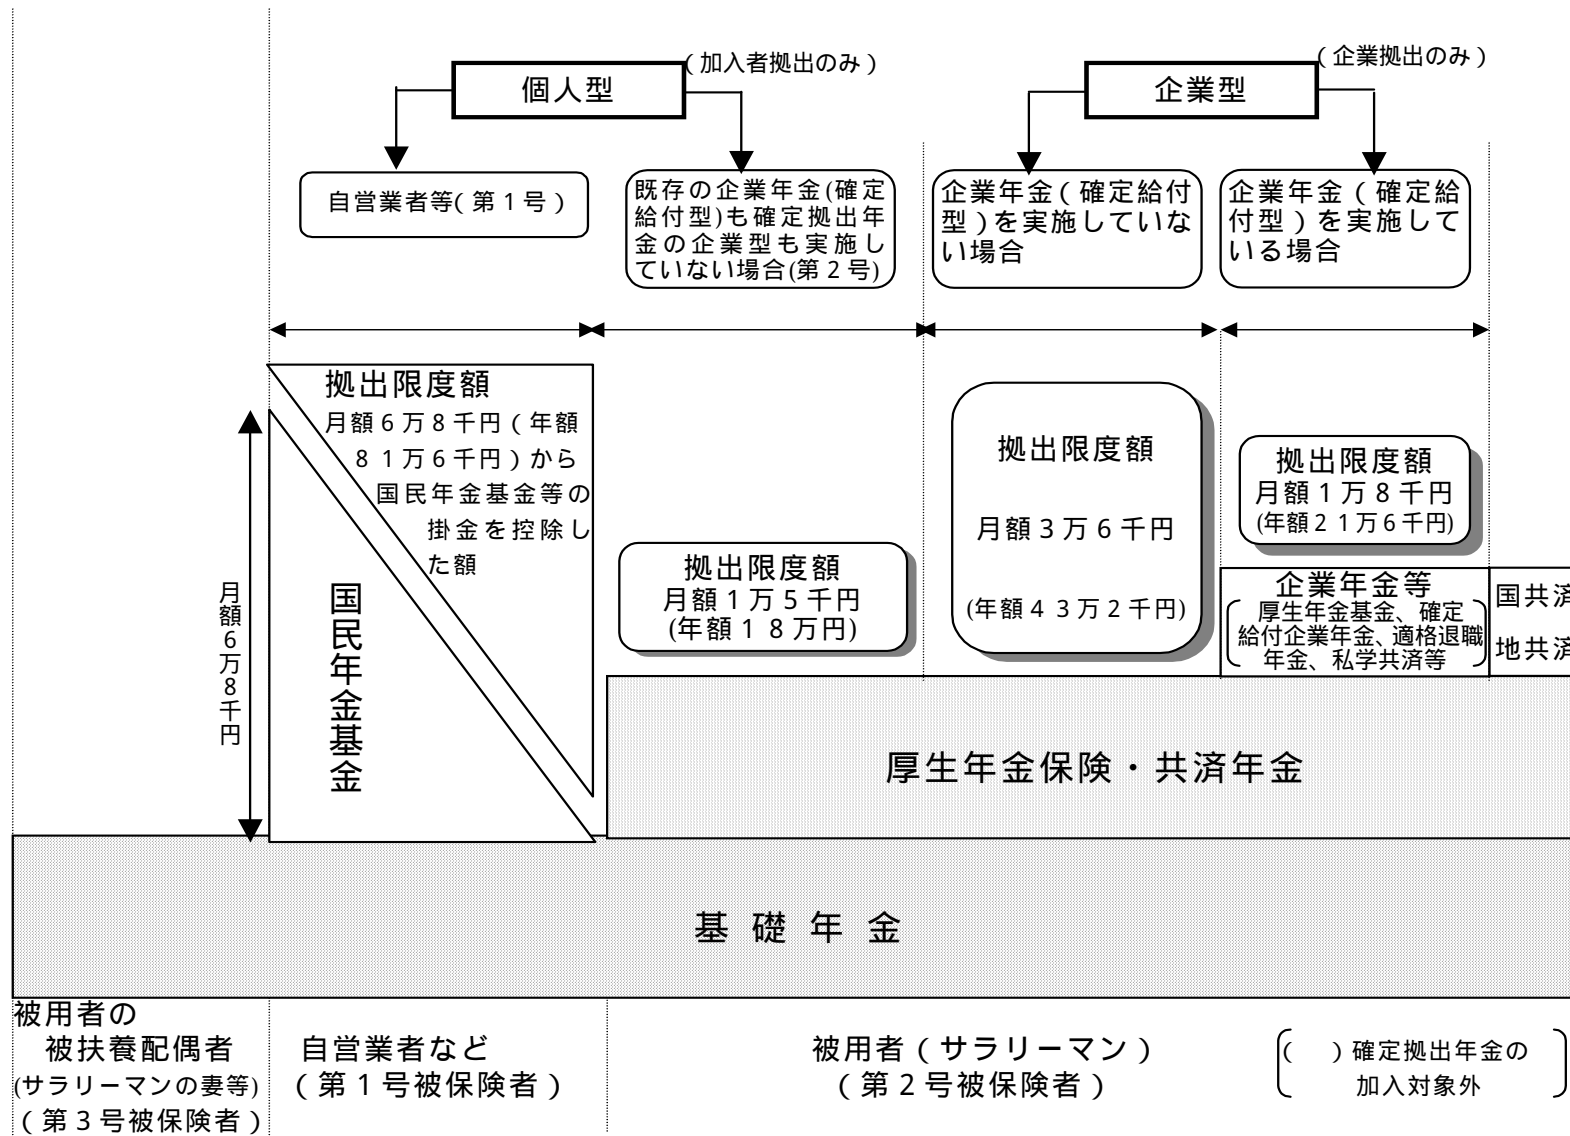 (加入者拠出のみ)
(企業拠出のみ)
個人型
企業型
自営業者等(第1号)
既存の企業年金(確定
給付型)も確定拠出年
金の企業型も実施し
ていない場合(第2号)
企業年金(確定給付
型)を実施していな
い場合
企業年金(確定給
付型)を実施して
いる場合
拠出限度額
月額6万8千円(年額
81万6千円)から
国民年金基金等の
掛金を控除し
た額
月額6万8千円
国民年金基金
拠出限度額
月額1万5千円
(年額18万円)
拠出限度額
月額3万6千円
(年額43万2千円)
拠出限度額
月額1万8千円
(年額21万6千円)
企業年金等
厚生年金基金、確定
給付企業年金、適格退職
年金、私学共済等
国共済
地共済
厚生年金保険・共済年金
基礎年金
被用者の
被扶養配偶者
(サラリーマンの妻等)
(第3号被保険者)
自営業者など
(第1号被保険者)
被用者(サラリーマン)
(第2号被保険者)
( )確定拠出年金の
加入対象外